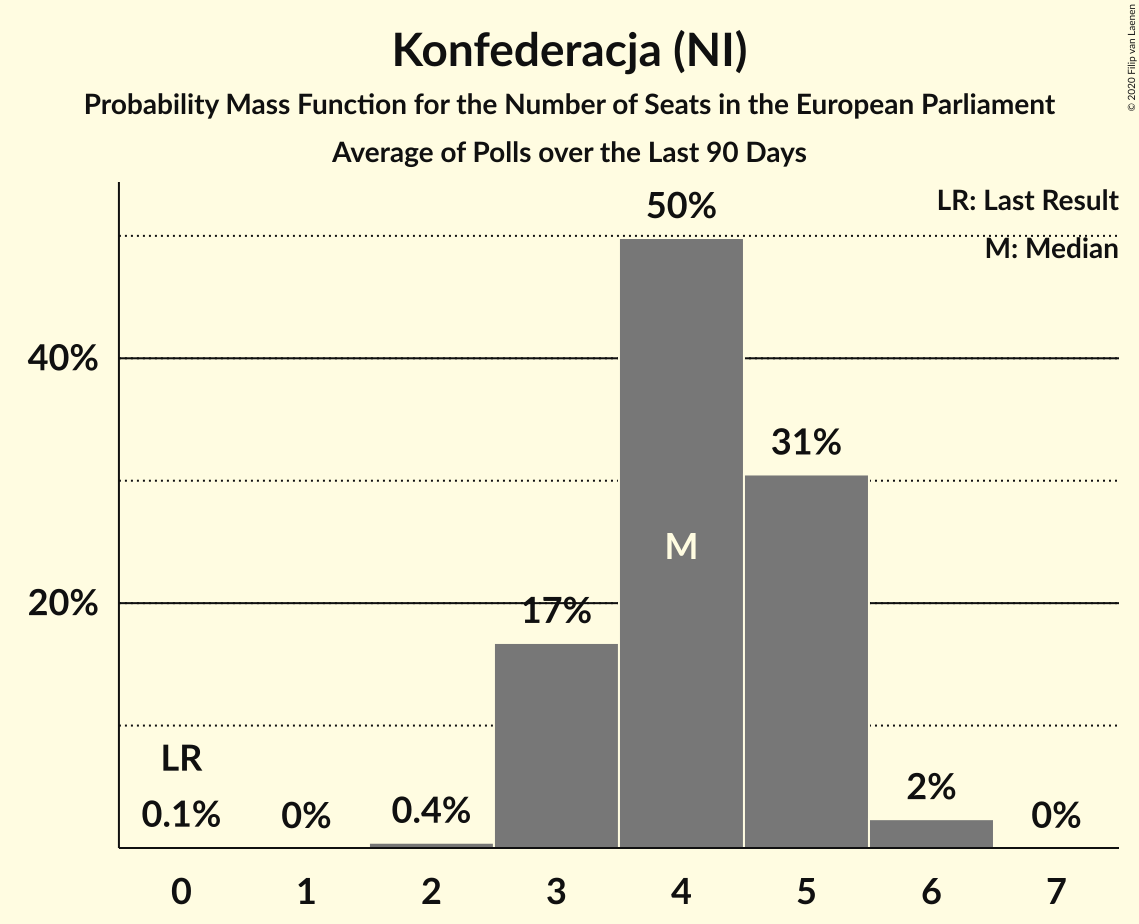 Konfederacja (NI)
Probability Mass Function for the Number of Seats in the European Parliament
Average of Polls over the Last 90 Days
© 2020 Filip van Laenen
LR: Last Result
M: Median
50%
40%
31%
M
20%
17%
LR
0.1%
0%
0.4%
2%
0%
0 1 2 3 4 5 6 7